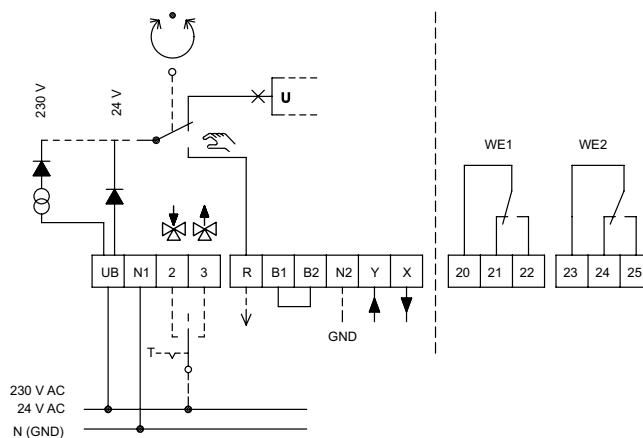 230 V
24 V
U
WE1
WE2
UB N1 2 3
R B1 B2 N2 Y X
20 21 22
23 24 25
GND
T
230 V AC
24 V AC
N (GND)